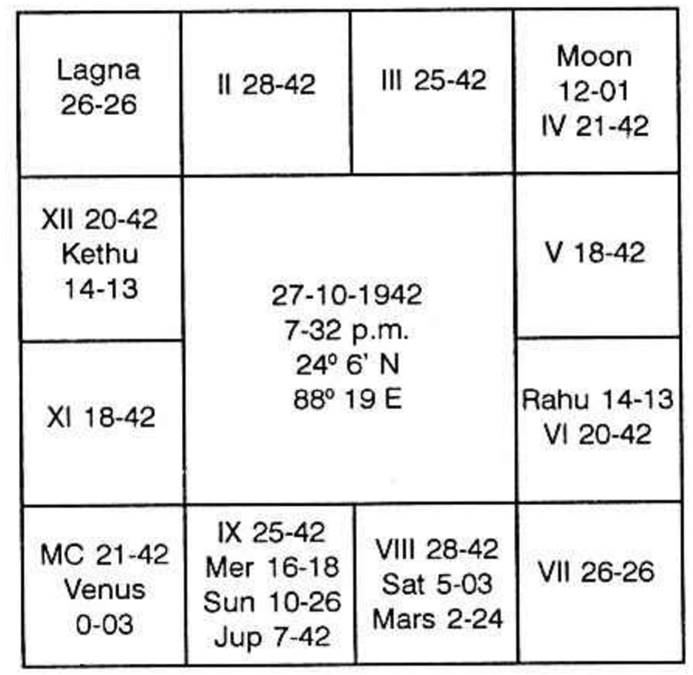 Lagna
26-26
II 28-42
III 25-42
Moon
12-01
IV 21-42
XII 20-42
Kethu
14-13
27-10-1942
7-32 p.m.
24º 6' N
88º 19 E
V 18-42
XI 18-42
Rahu 14-13
VI 20-42
MC 21-42
Venus
0-03
IX 25-42
Mer 16-18
Sun 10-26
Jup 7-42
VIII 28-42
Sat 5-03
Mars 2-24
VII 26-26